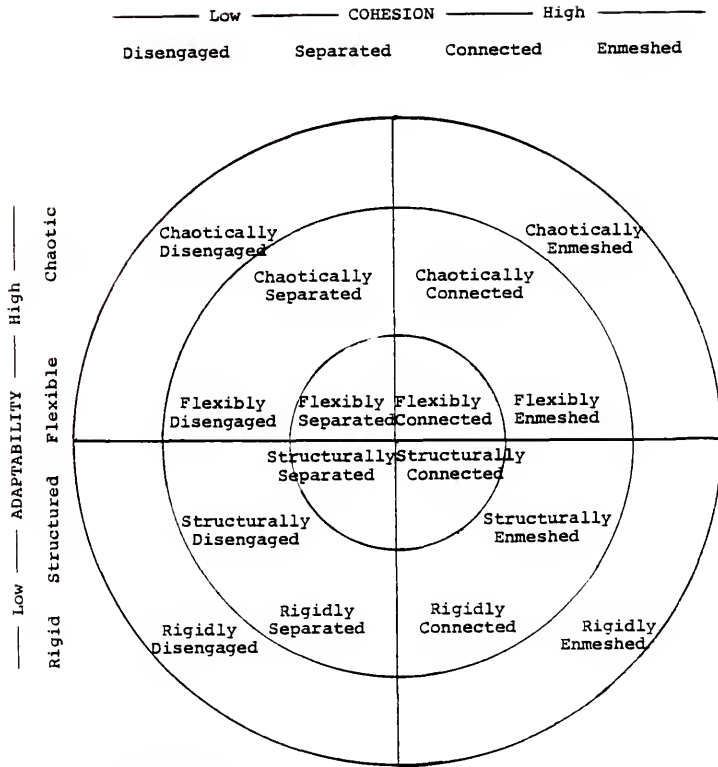 Low COHESION High
Disengaged Separated Connected Enmeshed
Low ADAPTABILITY High
Rigid Structured Flexible Chaotic
Chaotically
Disengaged
Chaotically
Enmeshed
Chaotically
Separated
Chaotically
Connected
Flexibly
Disengaged
Flexibly
Separated
Flexibly
Connected
Flexibly
Enmeshed
Structurally
Separated
Structurally
Connected
Structurally
Disengaged
Structurally
Enmeshed
Rigidly
Disengaged
Rigidly
Separated
Rigidly
Connected
Rigidly
Enmeshed